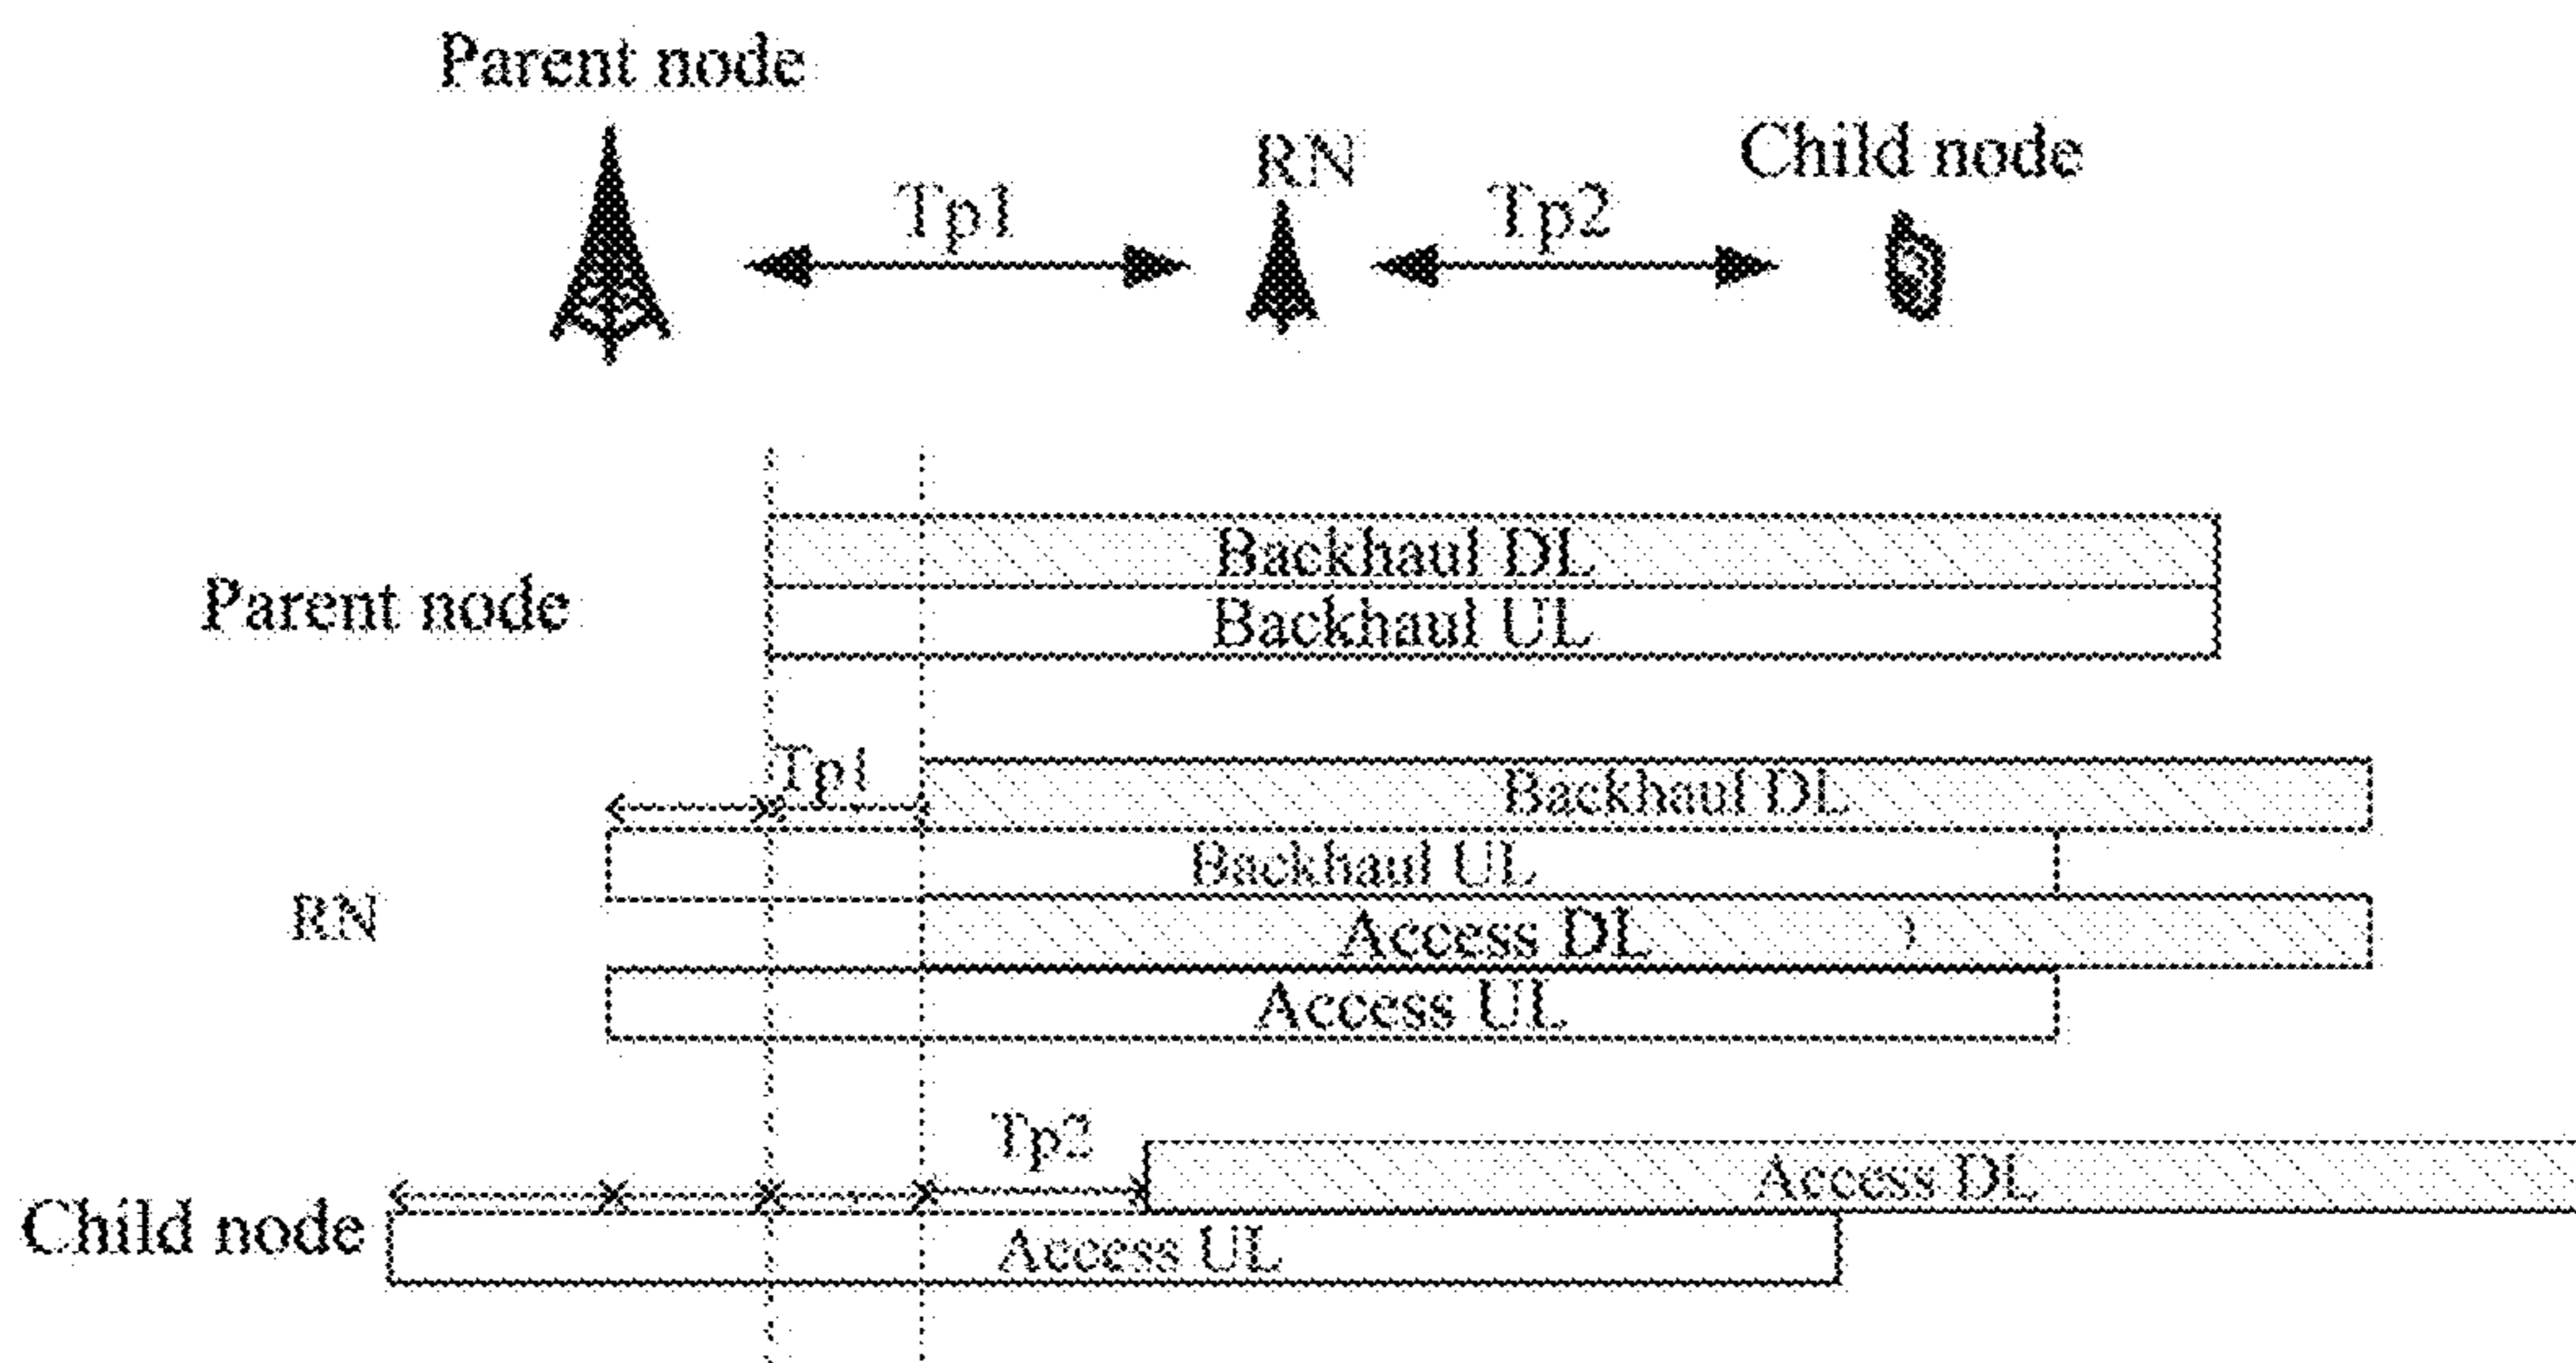 Parent node
RN
Child node
Tp1
Tp2
Backhaul DL
Parent node
Backhaul UL
Tp1
Backhaul DL
Backhaul UL
RN
Access DL
Access UL
Tp2
Access DL
Child node
Access UL